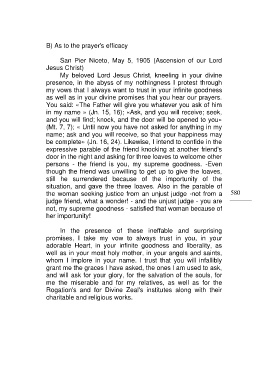 B) As to the prayer's efficacy
San Pier Niceto, May 5, 1905 (Ascension of our Lord
Jesus Christ)
My beloved Lord Jesus Christ, kneeling in your divine
presence, in the abyss of my nothingness I protest through
my vows that I always want to trust in your infinite goodness
as well as in your divine promises that you hear our prayers.
You said: «The Father will give you whatever you ask of him
in my name » (Jn. 15, 16); «Ask, and you will receive; seek,
and you will find; knock, and the door will be opened to you»
(Mt. 7, 7); « Until now you have not asked for anything in my
name; ask and you will receive, so that your happiness may
be complete» (Jn. 16, 24). Likewise, I intend to confide in the
expressive parable of the friend knocking at another friend's
door in the night and asking for three loaves to welcome other
persons - the friend is you, my supreme goodness. -Even
though the friend was unwilling to get up to give the loaves,
still he surrendered because of the importunity of the
situation, and gave the three loaves. Also in the parable of
the woman seeking justice from an unjust judge -not from a
judge friend, what a wonder! - and the unjust judge - you are
not, my supreme goodness - satisfied that woman because of
her importunity!
580
In the presence of these ineffable and surprising
promises, I take my vow to always trust in you, in your
adorable Heart, in your infinite goodness and liberality, as
well as in your most holy mother, in your angels and saints,
whom I implore in your name. I trust that you will infallibly
grant me the graces I have asked, the ones I am used to ask,
and will ask for your glory, for the salvation of the souls, for
me the miserable and for my relatives, as well as for the
Rogation's and for Divine Zeal's institutes along with their
charitable and religious works.